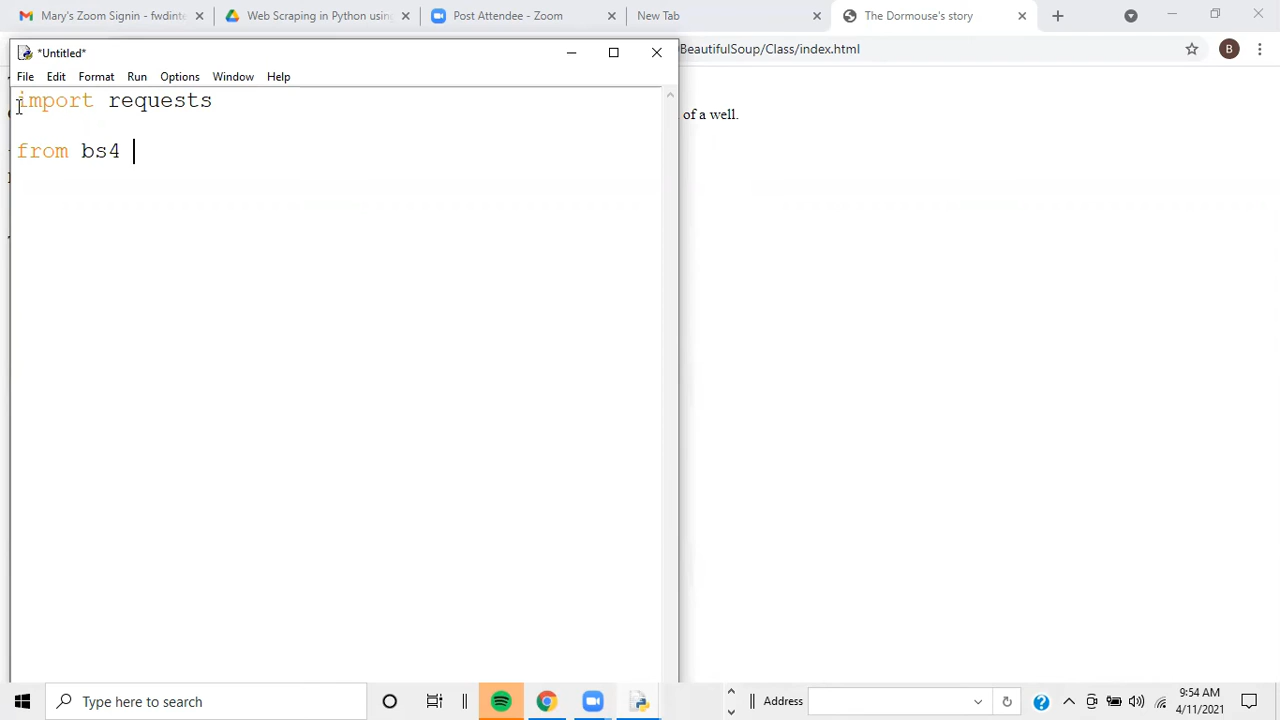 Mary's Zoom Signin - fwdinte
Web Scraping in Python using
Post Attendee - Zoom
New Tab
The Dormouse's story
*Untitled*
BeautifulSoup/Class/index.html
B
File Edit Format Run Options Window Help
import requests
of a well.
from bs4
Type here to search
Address
9:54 AM
4/11/2021